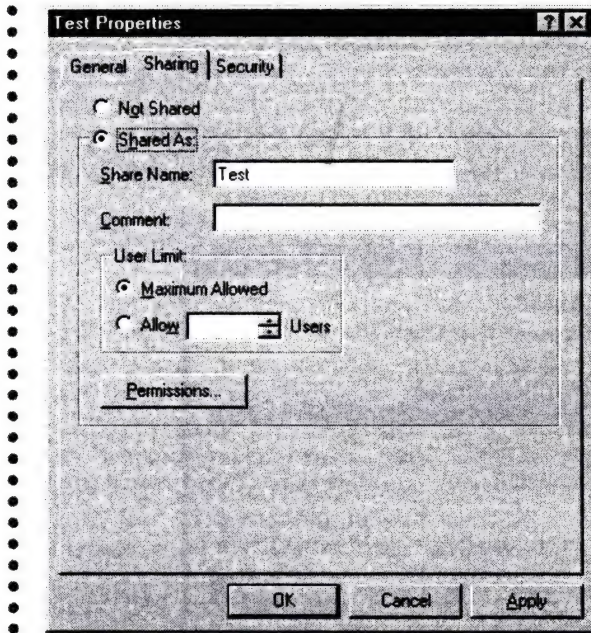 Test Properties
General Sharing Security
Not Shared
Shared As:
Share Name: Test
Comment:
User Limit:
Maximum Allowed
Allow Users
Permissions...
OK Cancel Apply